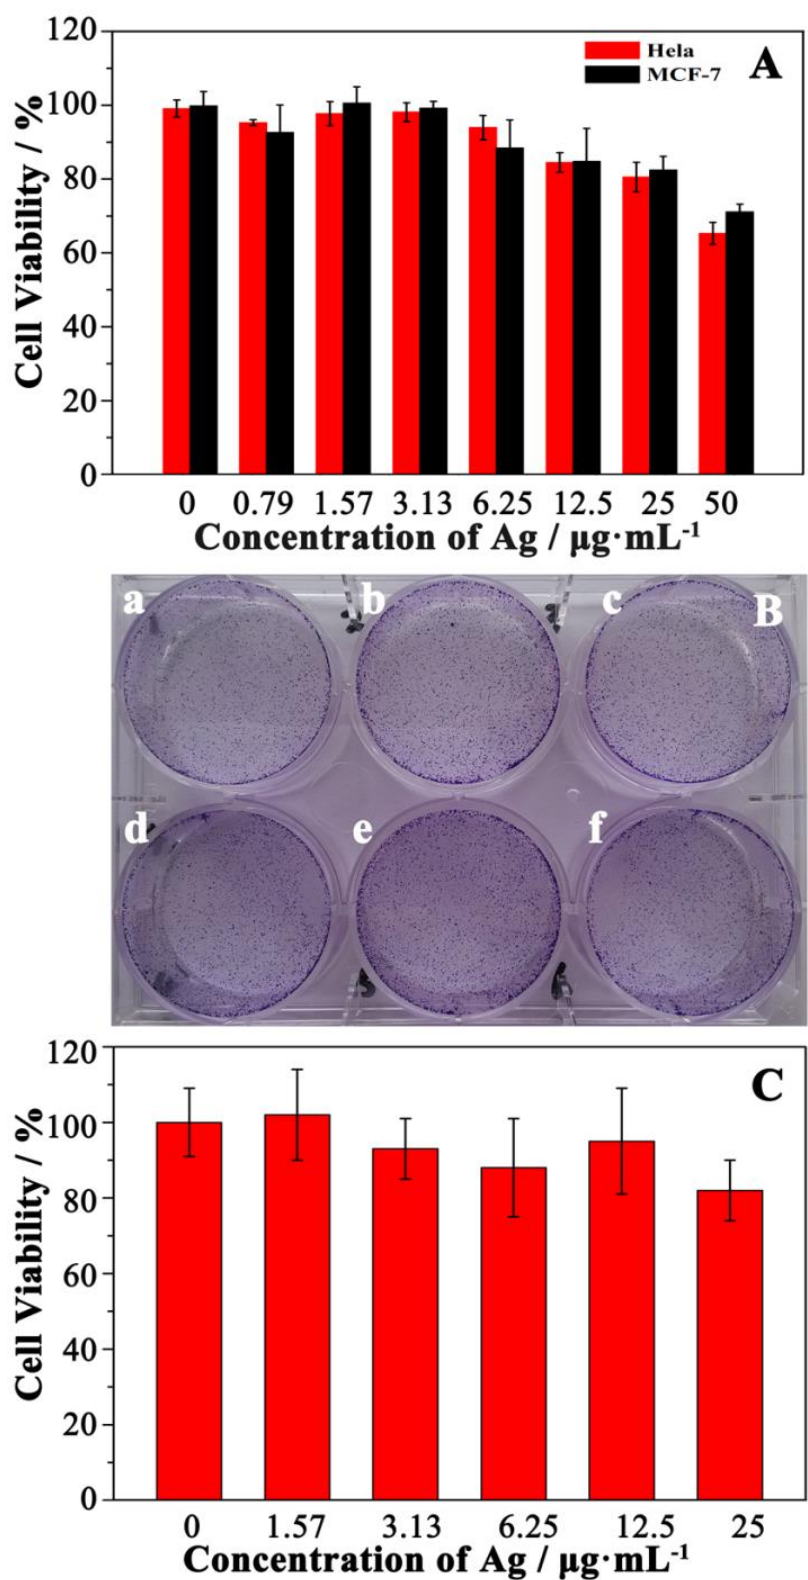 120
100
80
60
40
20
0
Cell Viability / %
Hela
MCF-7
A
0 0.79 1.57 3.13 6.25 12.5 25 50
Concentration of Ag / μg·mL⁻¹
a b c B
d e f
120
100
80
60
40
20
0
Cell Viability / %
C
0 1.57 3.13 6.25 12.5 25
Concentration of Ag / μg·mL⁻¹